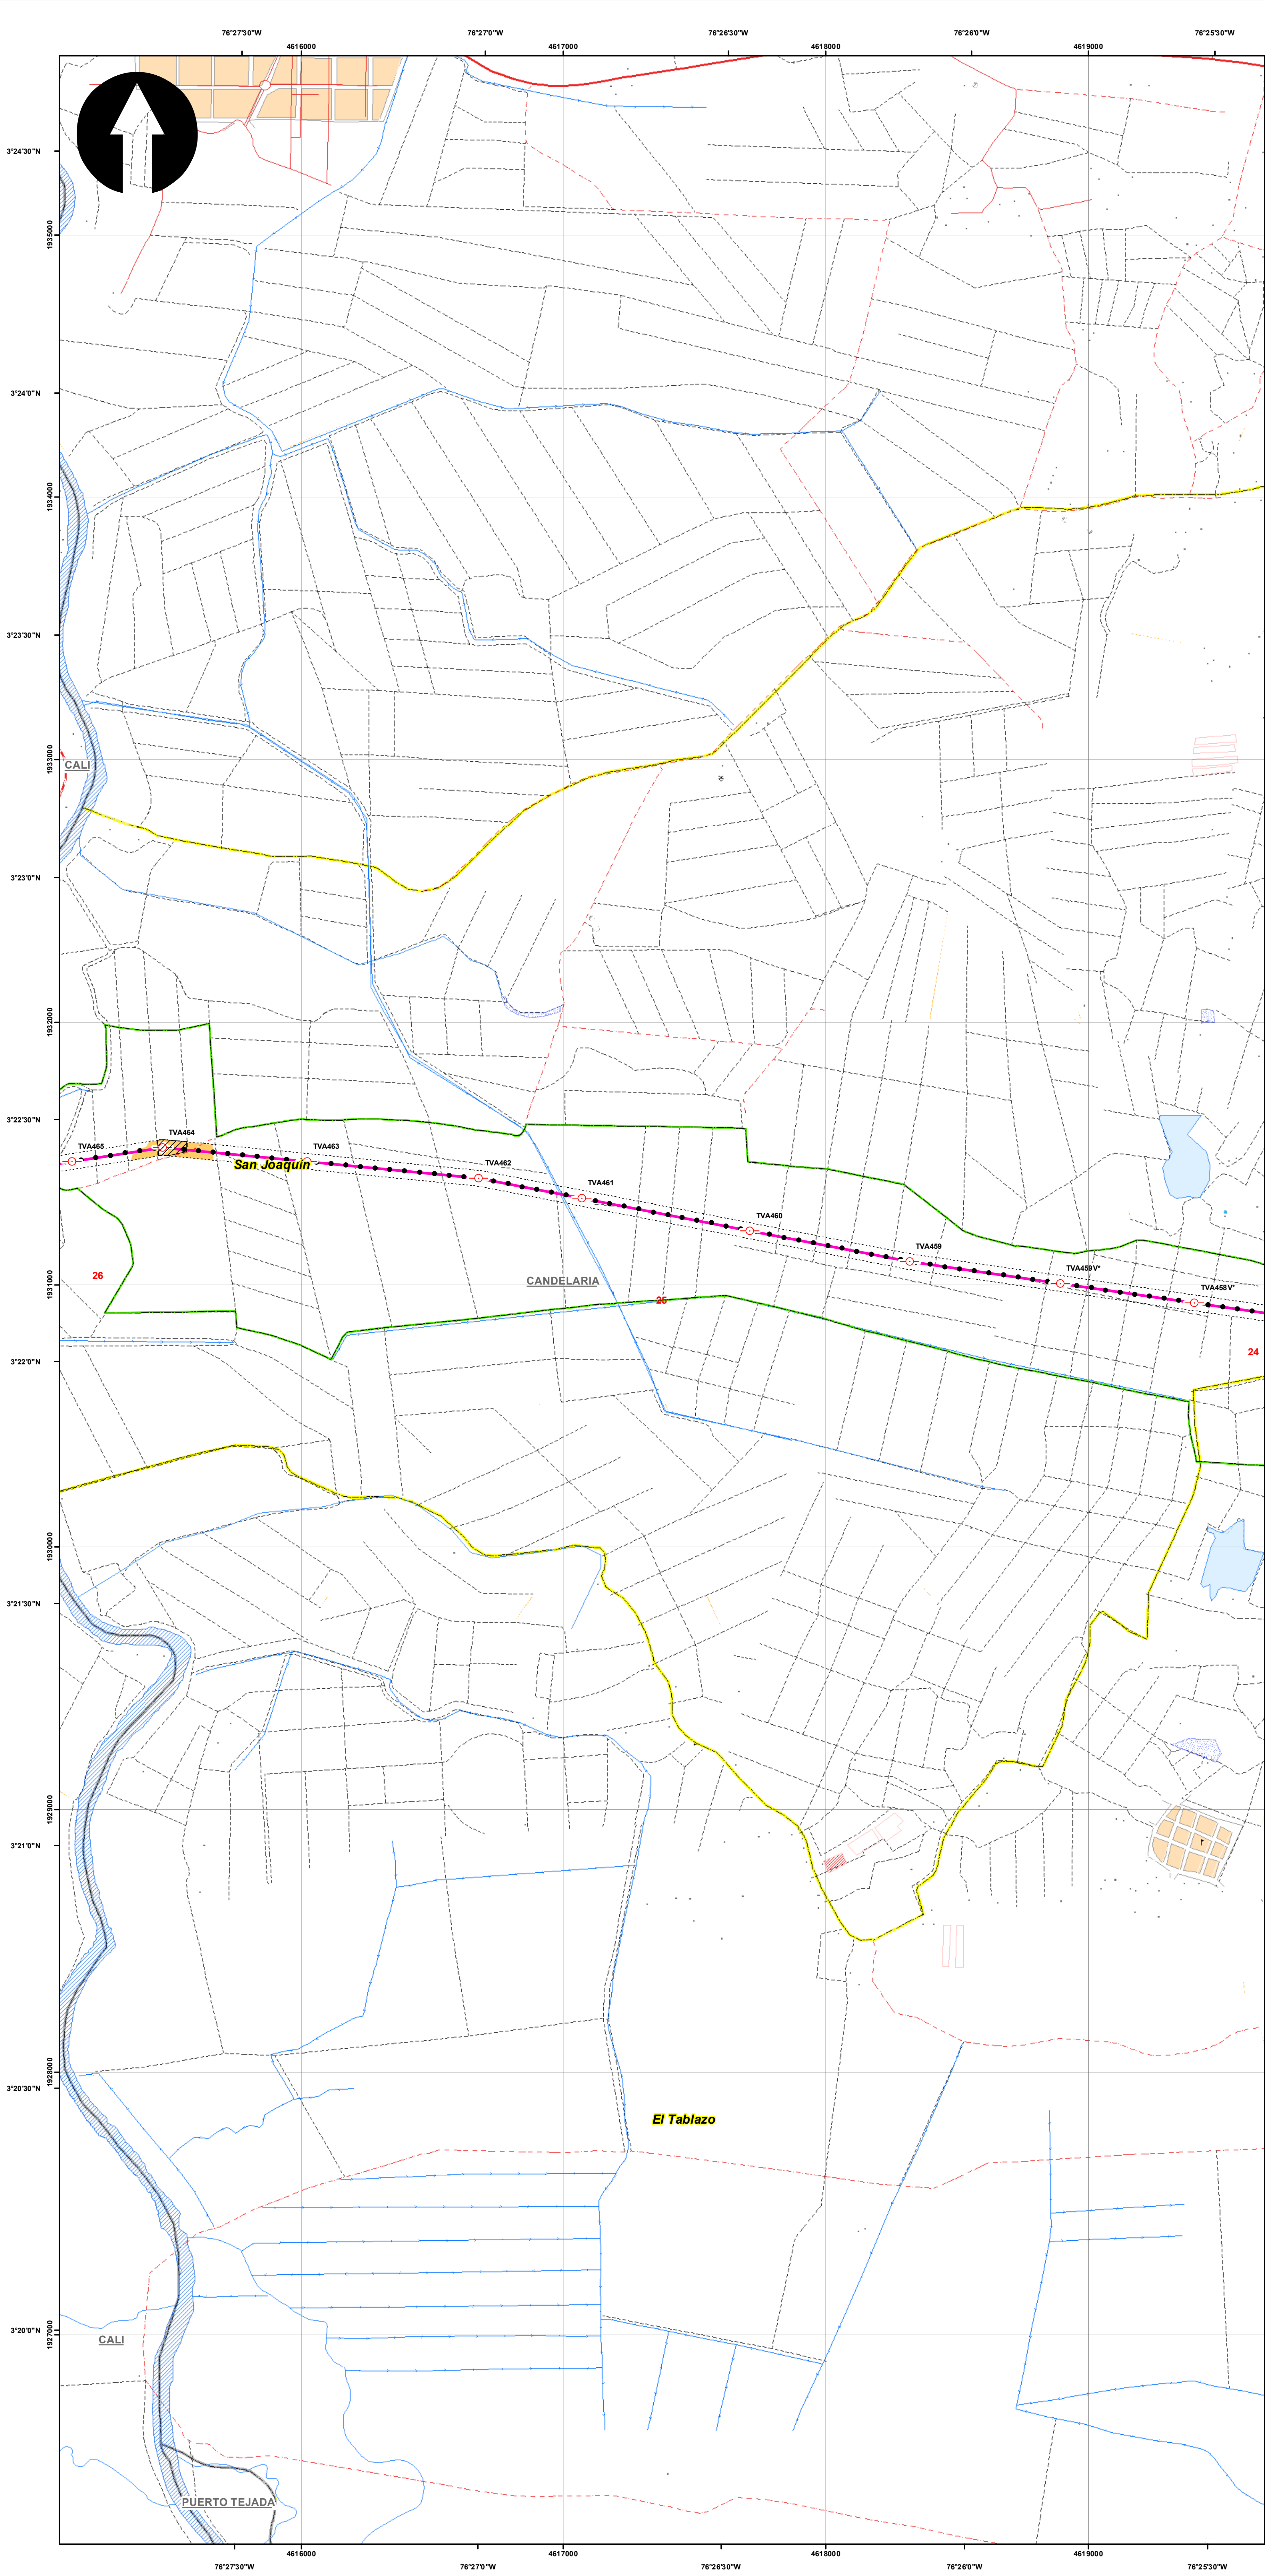 76°27'30"W
76°27'0"W
76°26'30"W
76°26'0"W
76°25'30"W
4616000
4617000
4618000
4619000
3°24'30"N
1935000
3°24'0"N
1934000
3°23'30"N
1933000
CALI
3°23'0"N
1932000
3°22'30"N
TVA465
TVA464
San Joaquín
TVA463
TVA462
TVA461
TVA460
TVA459
TVA459V*
TVA458V*
26
1931000
CANDELARIA
25
24
3°22'0"N
1930000
3°21'30"N
1929000
3°21'0"N
1928000
3°20'30"N
El Tablazo
3°20'0"N
1927000
CALI
PUERTO TEJADA
4616000
4617000
4618000
4619000
76°27'30"W
76°27'0"W
76°26'30"W
76°26'0"W
76°25'30"W